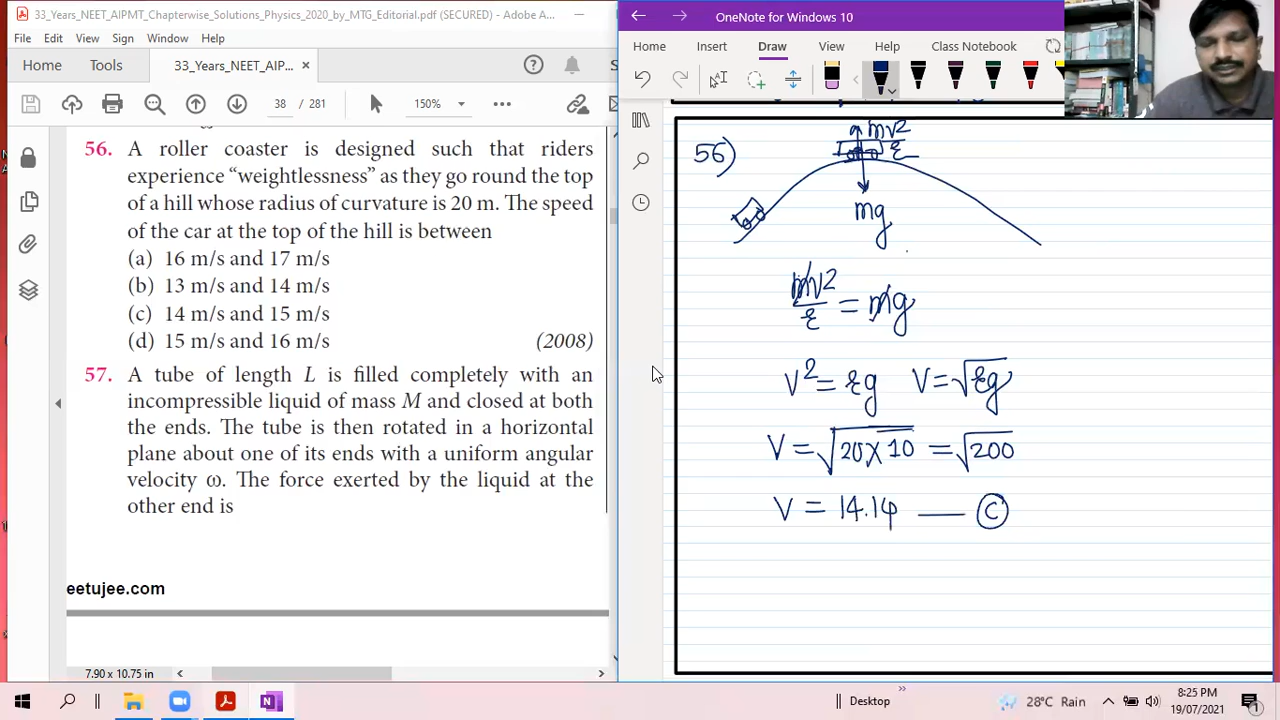 33_Years_NEET_AIPMT_Chapterwise_Solutions_Physics_2020_by_MTG_Editorial.pdf (SECURED) - Adobe A...
File Edit View Sign Window Help
Home Tools 33_Years_NEET_AIP... ×
38 / 281
150%
56. A roller coaster is designed such that riders
experience “weightlessness” as they go round the top
of a hill whose radius of curvature is 20 m. The speed
of the car at the top of the hill is between
(a) 16 m/s and 17 m/s
(b) 13 m/s and 14 m/s
(c) 14 m/s and 15 m/s
(d) 15 m/s and 16 m/s (2008)
57. A tube of length L is filled completely with an
incompressible liquid of mass M and closed at both
the ends. The tube is then rotated in a horizontal
plane about one of its ends with a uniform angular
velocity ω. The force exerted by the liquid at the
other end is
eetujee.com
7.90 x 10.75 in
OneNote for Windows 10
Home Insert Draw View Help Class Notebook
56)
mv2
r
mg
mv2
r = mg
V2 = rg V = √rg
V = √20×10 = √200
V = 14.14 — C
Desktop
28°C Rain
8:25 PM
19/07/2021